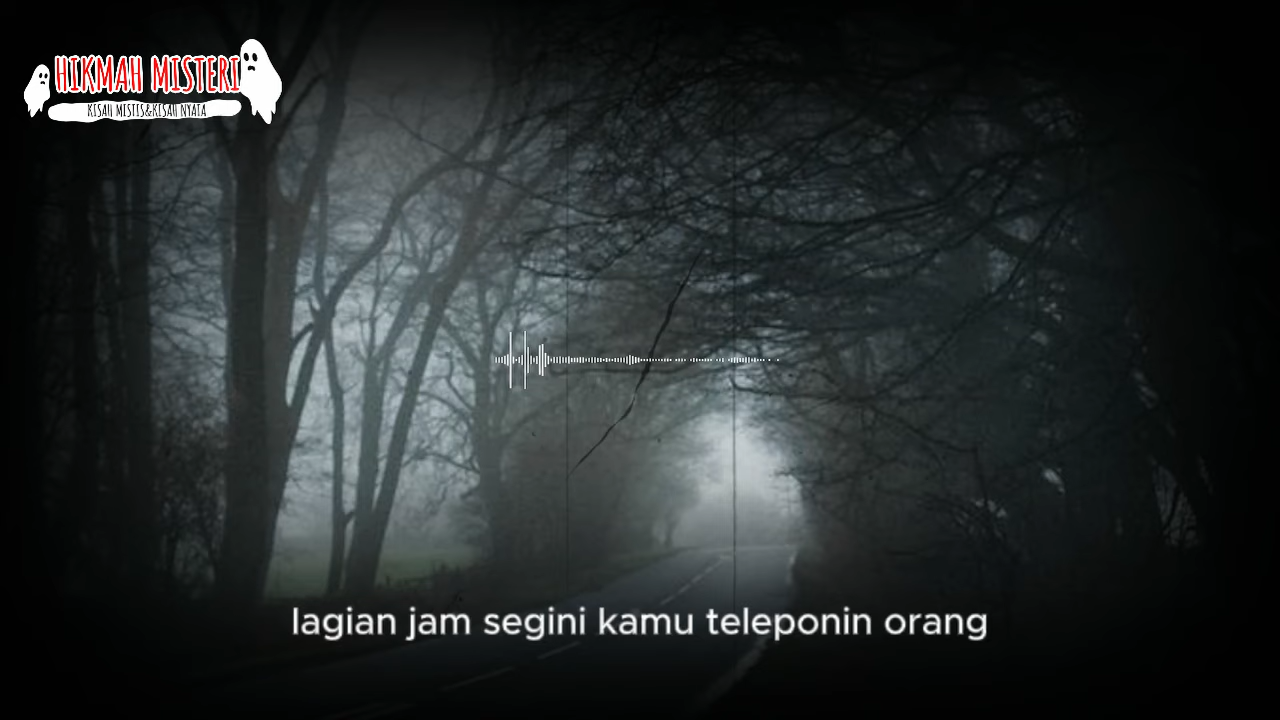 HIKMAH MISTERI
KISAH MISTIS&KISAH NYATA
lagian jam segini kamu teleponin orang